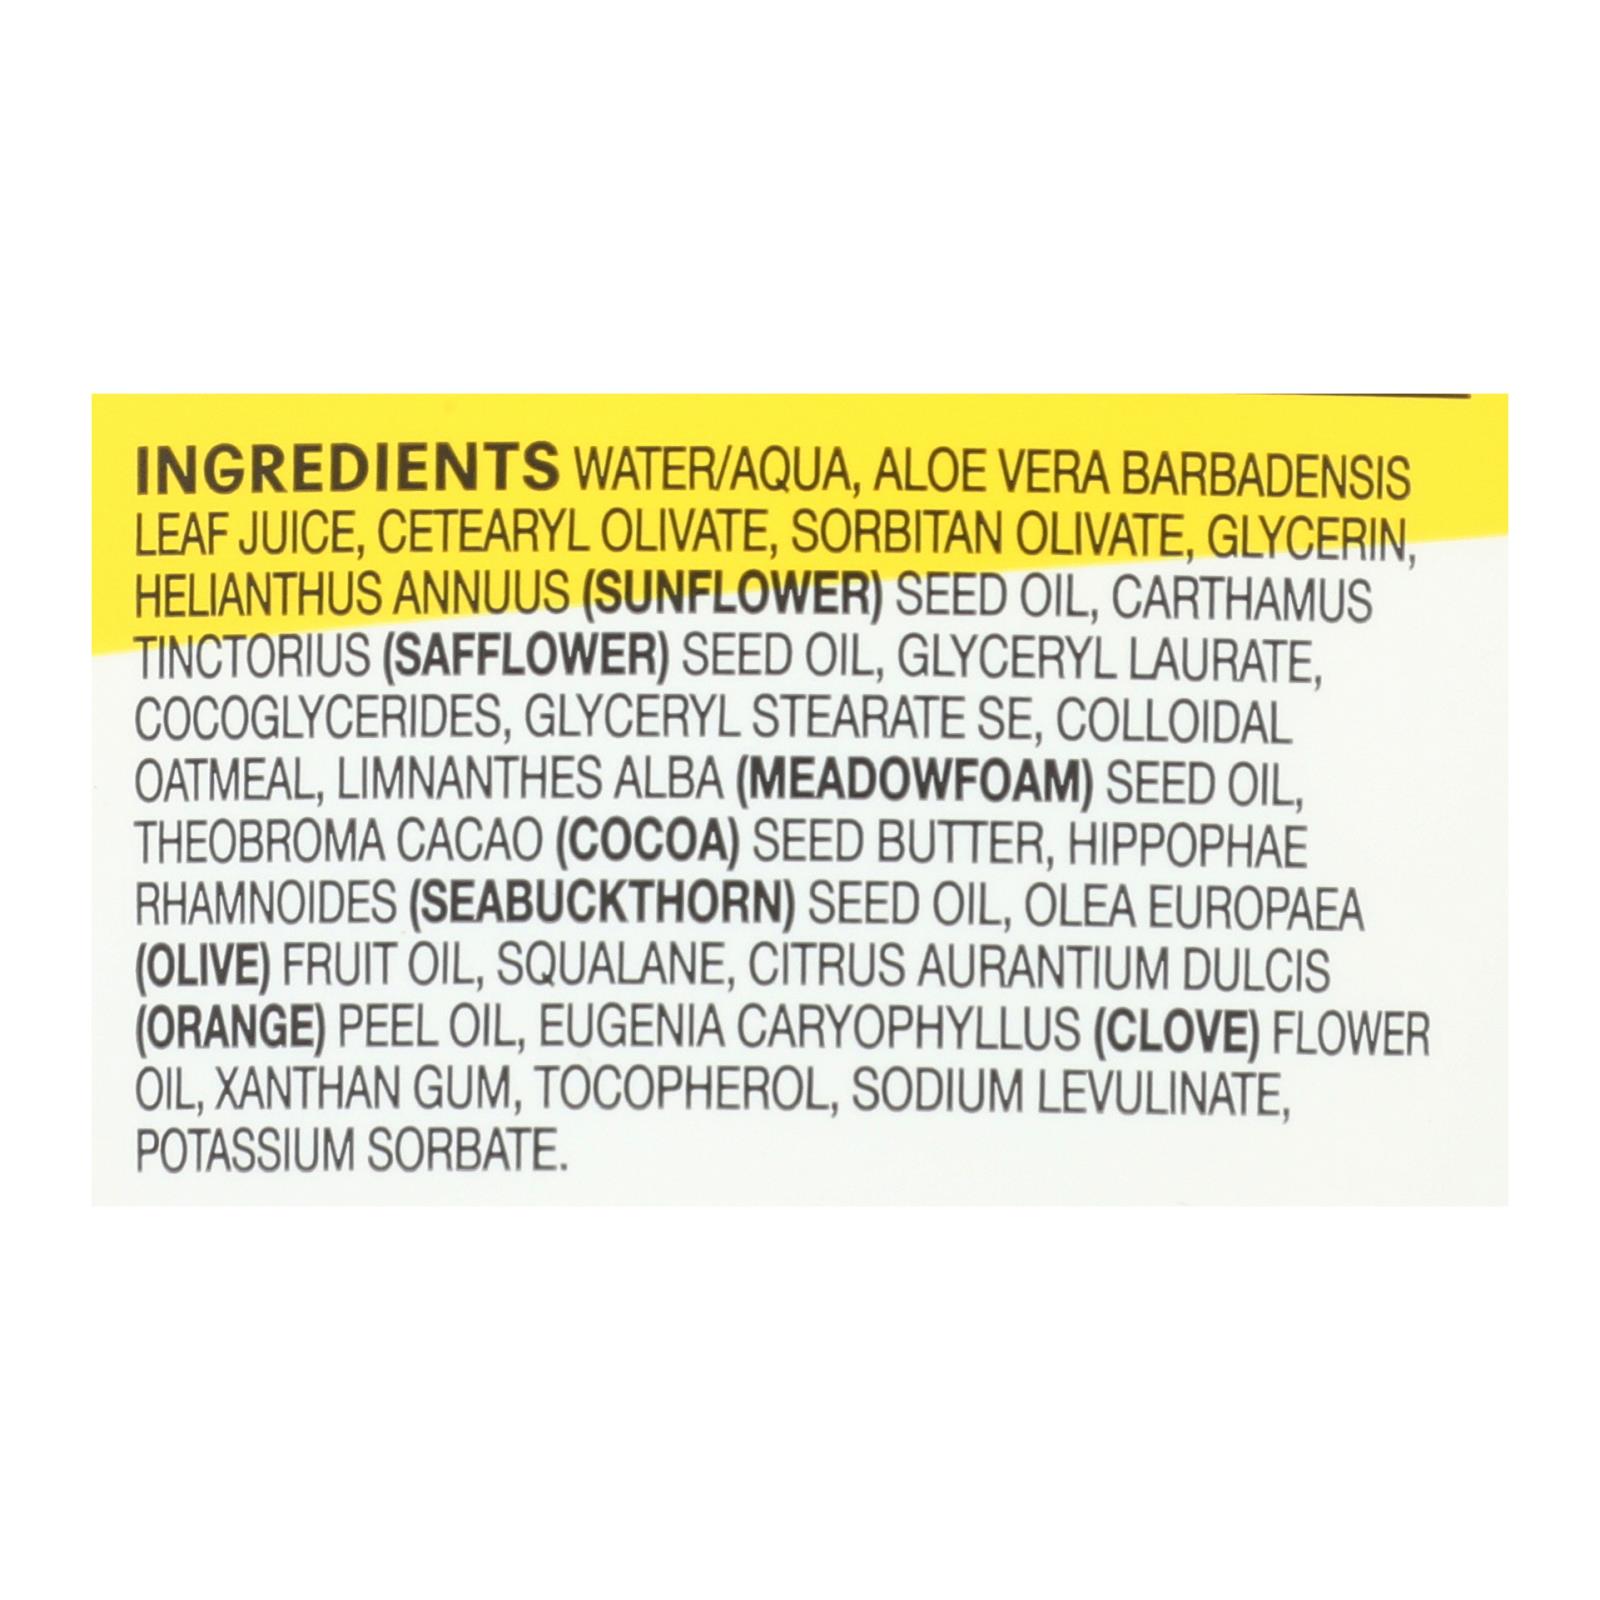 INGREDIENTS WATER/AQUA, ALOE VERA BARBADENSIS
LEAF JUICE, CETEARYL OLIVATE, SORBITAN OLIVATE, GLYCERIN,
HELIANTHUS ANNUUS (SUNFLOWER) SEED OIL, CARTHAMUS
TINCTORIUS (SAFFLOWER) SEED OIL, GLYCERYL LAURATE,
COCOGLYCERIDES, GLYCERYL STEARATE SE, COLLOIDAL
OATMEAL, LIMNANTHES ALBA (MEADOWFOAM) SEED OIL,
THEOBROMA CACAO (COCOA) SEED BUTTER, HIPPOPHAE
RHAMNOIDES (SEABUCKTHORN) SEED OIL, OLEA EUROPAEA
(OLIVE) FRUIT OIL, SQUALANE, CITRUS AURANTIUM DULCIS
(ORANGE) PEEL OIL, EUGENIA CARYOPHYLLUS (CLOVE) FLOWER
OIL, XANTHAN GUM, TOCOPHEROL, SODIUM LEVULINATE,
POTASSIUM SORBATE.